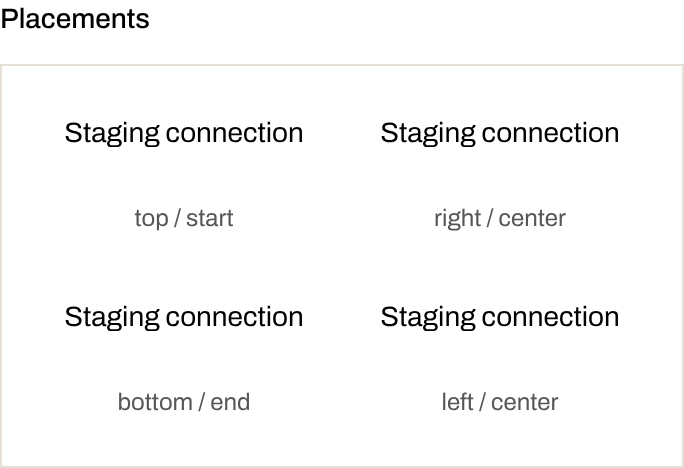 Placements
Staging connection
Staging connection
top / start
right / center
Staging connection
Staging connection
bottom / end
left / center